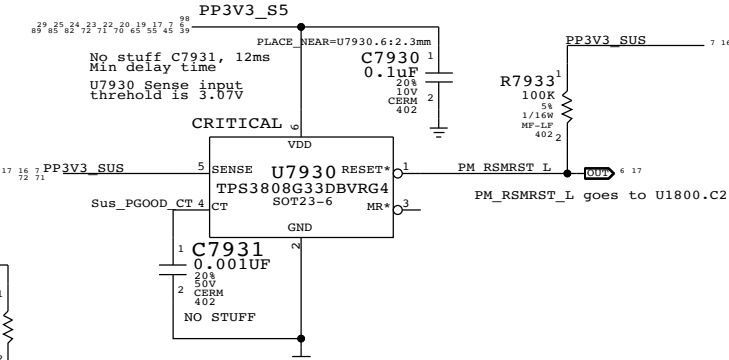 PP3V3_S5
98
29 25 24 23 22 20 19 17 7 6
89 85 82 72 71 70 65 55 45 39
PLACE_NEAR=U7930.6:2.3mm
No stuff C7931, 12ms
Min delay time
U7930 Sense input
threhold is 3.07V
C7930 1
0.1uF
20%
10V
CERM
402
2
PP3V3_SUS
7 16
R7933 1
100K
5%
1/16W
MF-LF
402 2
CRITICAL
6
VDD
17 16 7
72 71
PP3V3_SUS
5
SENSE
U7930
RESET*
1
PM_RSMRST_L
OUT
6 17
TPS3808G33DBVRG4
SOT23-6
Sus_PGOOD_CT
4
CT
MR*
3
PM_RSMRST_L goes to U1800.C2
GND
2
1
C7931
0.001UF
20%
50V
CERM
402
2
NO STUFF